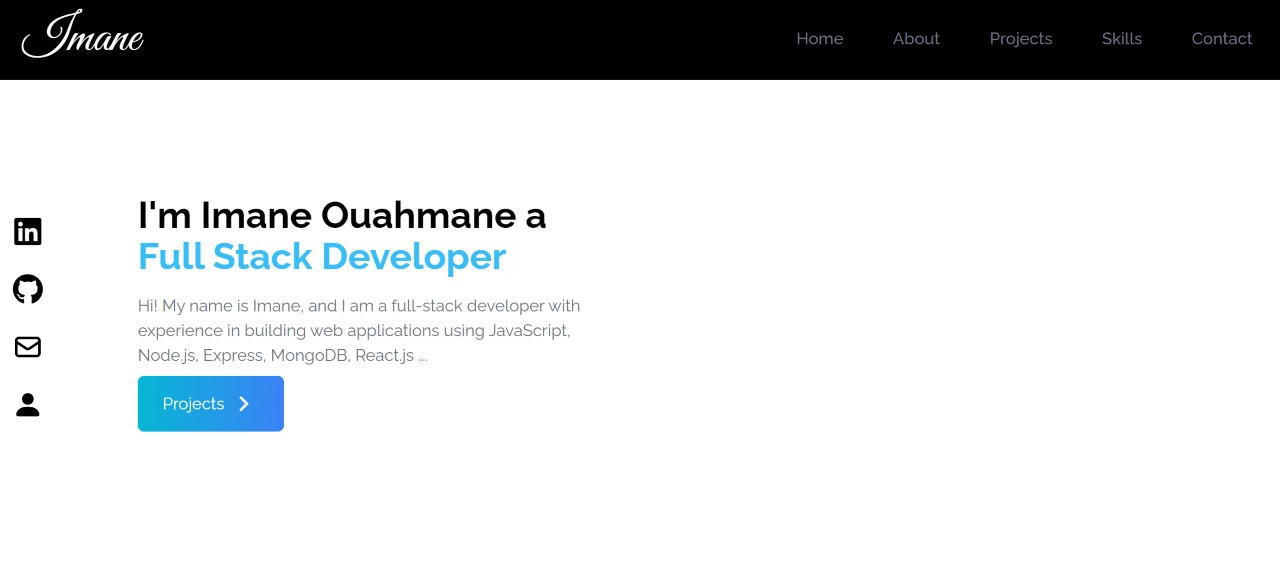 Imane
Home About Projects Skills Contact
I'm Imane Ouahmane a
Full Stack Developer
Hi! My name is Imane, and I am a full-stack developer with
experience in building web applications using JavaScript,
Node.js, Express, MongoDB, React.js ...
Projects